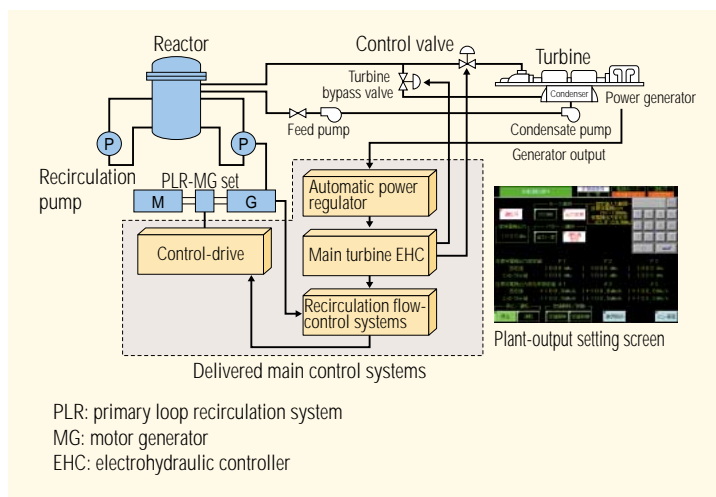 Reactor
Control valve
Turbine
Turbine
bypass valve
Condenser
Power generator
Feed pump
Condensate pump
Generator output
P
P
Recirculation
pump
PLR-MG set
M
G
Automatic power
regulator
Control-drive
Main turbine EHC
Recirculation flow-
control systems
Plant-output setting screen
Delivered main control systems
PLR: primary loop recirculation system
MG: motor generator
EHC: electrohydraulic controller